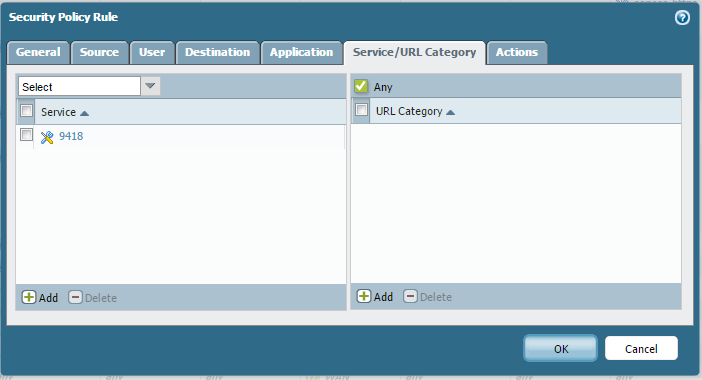 Security Policy Rule
General Source User Destination Application Service/URL Category Actions
Select
Any
Service
URL Category
9418
Add Delete
Add Delete
OK Cancel